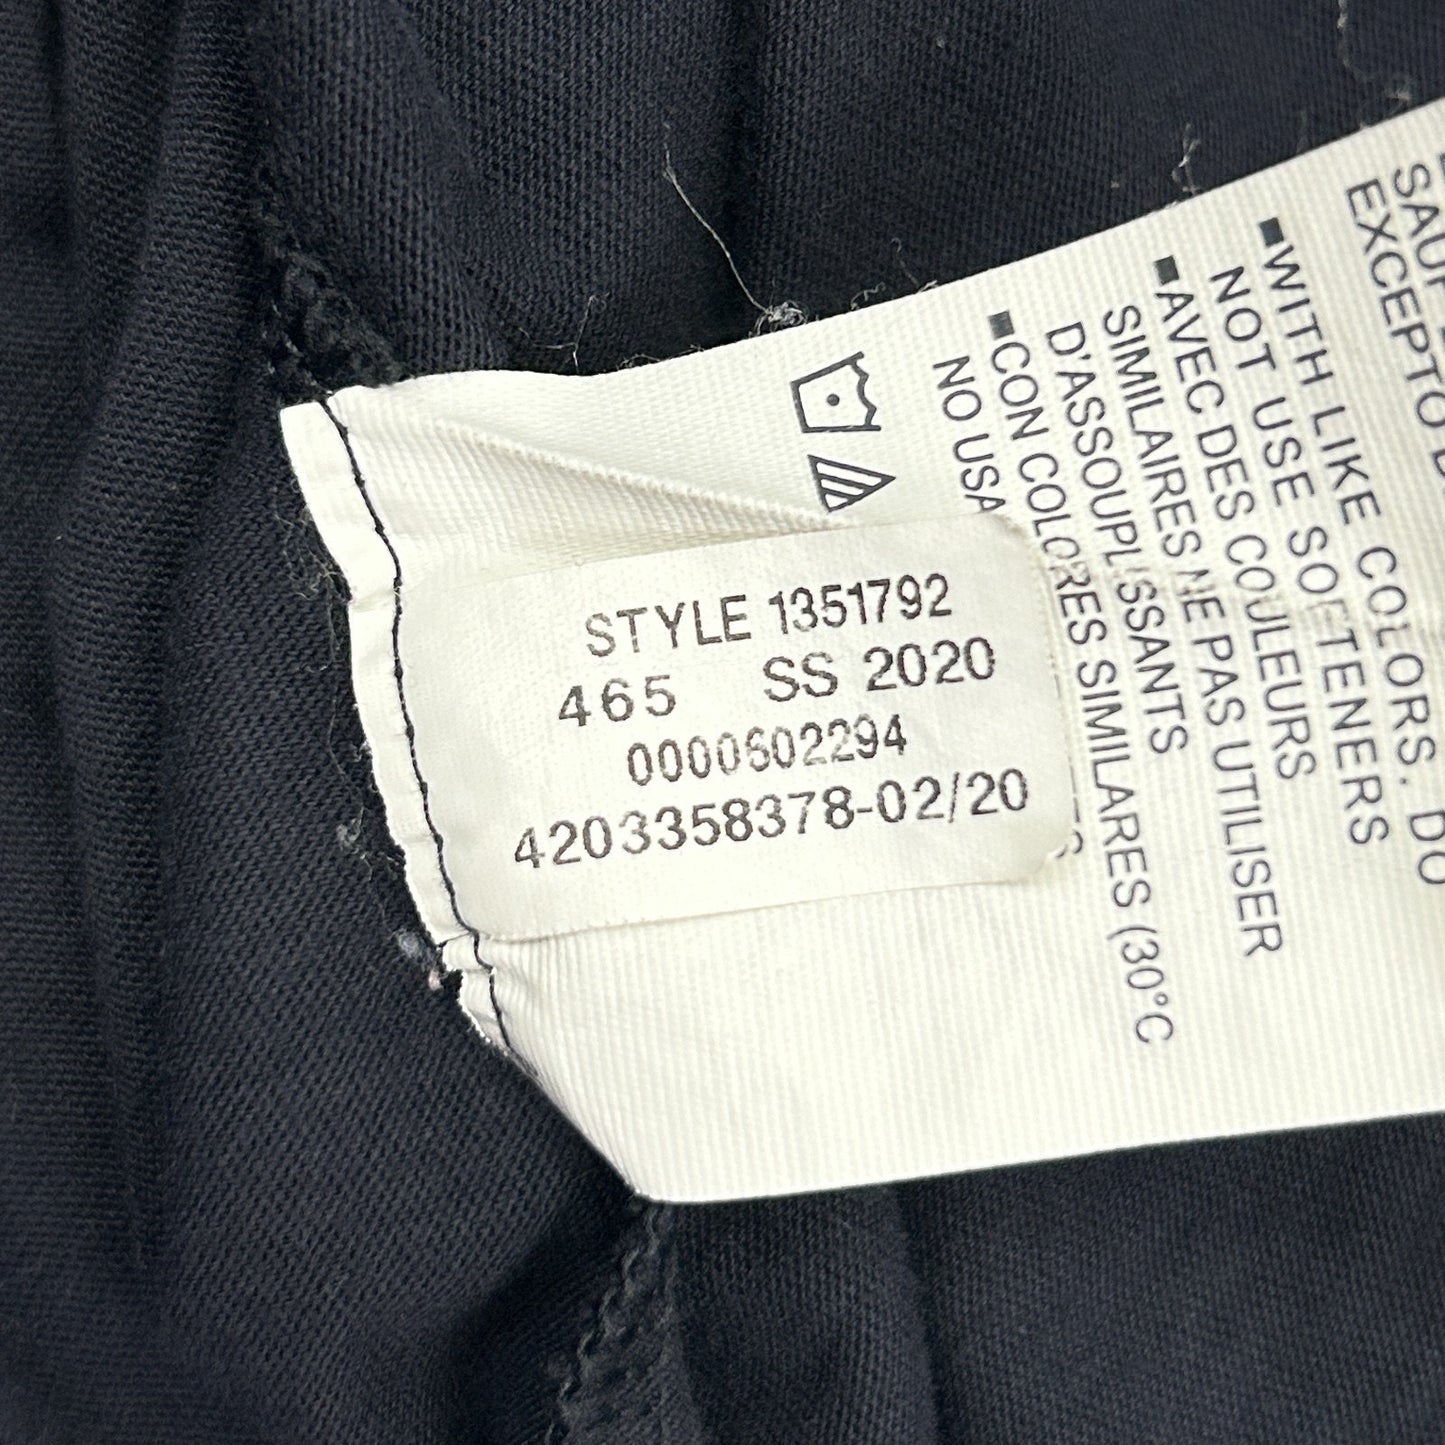 STYLE 1351792
465 SS 2020
0000602294
4203358378-02/20
EXCEPTO
■WITH LIKE COLORS. DO
NOT USE SOFTENERS
■AVEC DES COULEURS
SIMILAIRES NE PAS UTILISER
D'ASSOUPLISSANTS
■CON COLORES SIMILARES (30°C
NO USA